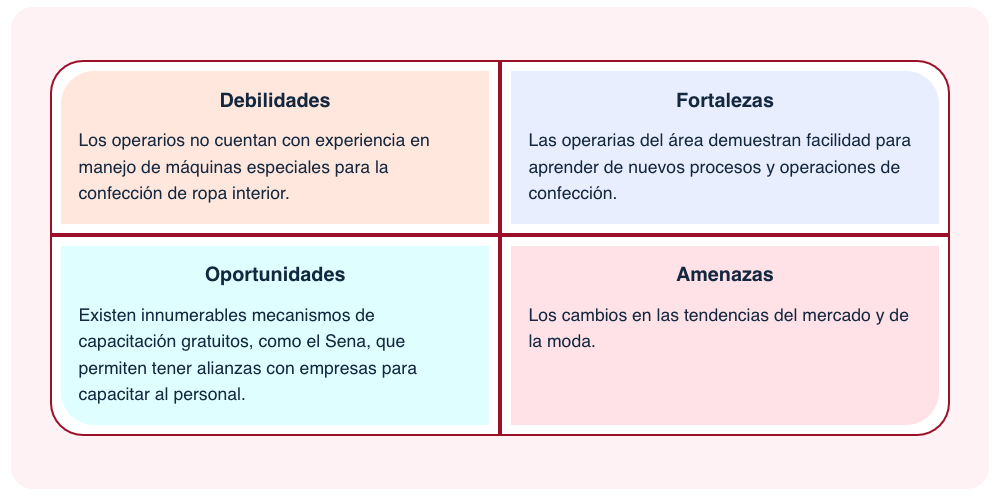 Debilidades
Los operarios no cuentan con experiencia en
manejo de máquinas especiales para la
confección de ropa interior.
Fortalezas
Las operarias del área demuestran facilidad para
aprender de nuevos procesos y operaciones de
confección.
Oportunidades
Existen innumerables mecanismos de
capacitación gratuitos, como el Sena, que
permiten tener alianzas con empresas para
capacitar al personal.
Amenazas
Los cambios en las tendencias del mercado y de
la moda.